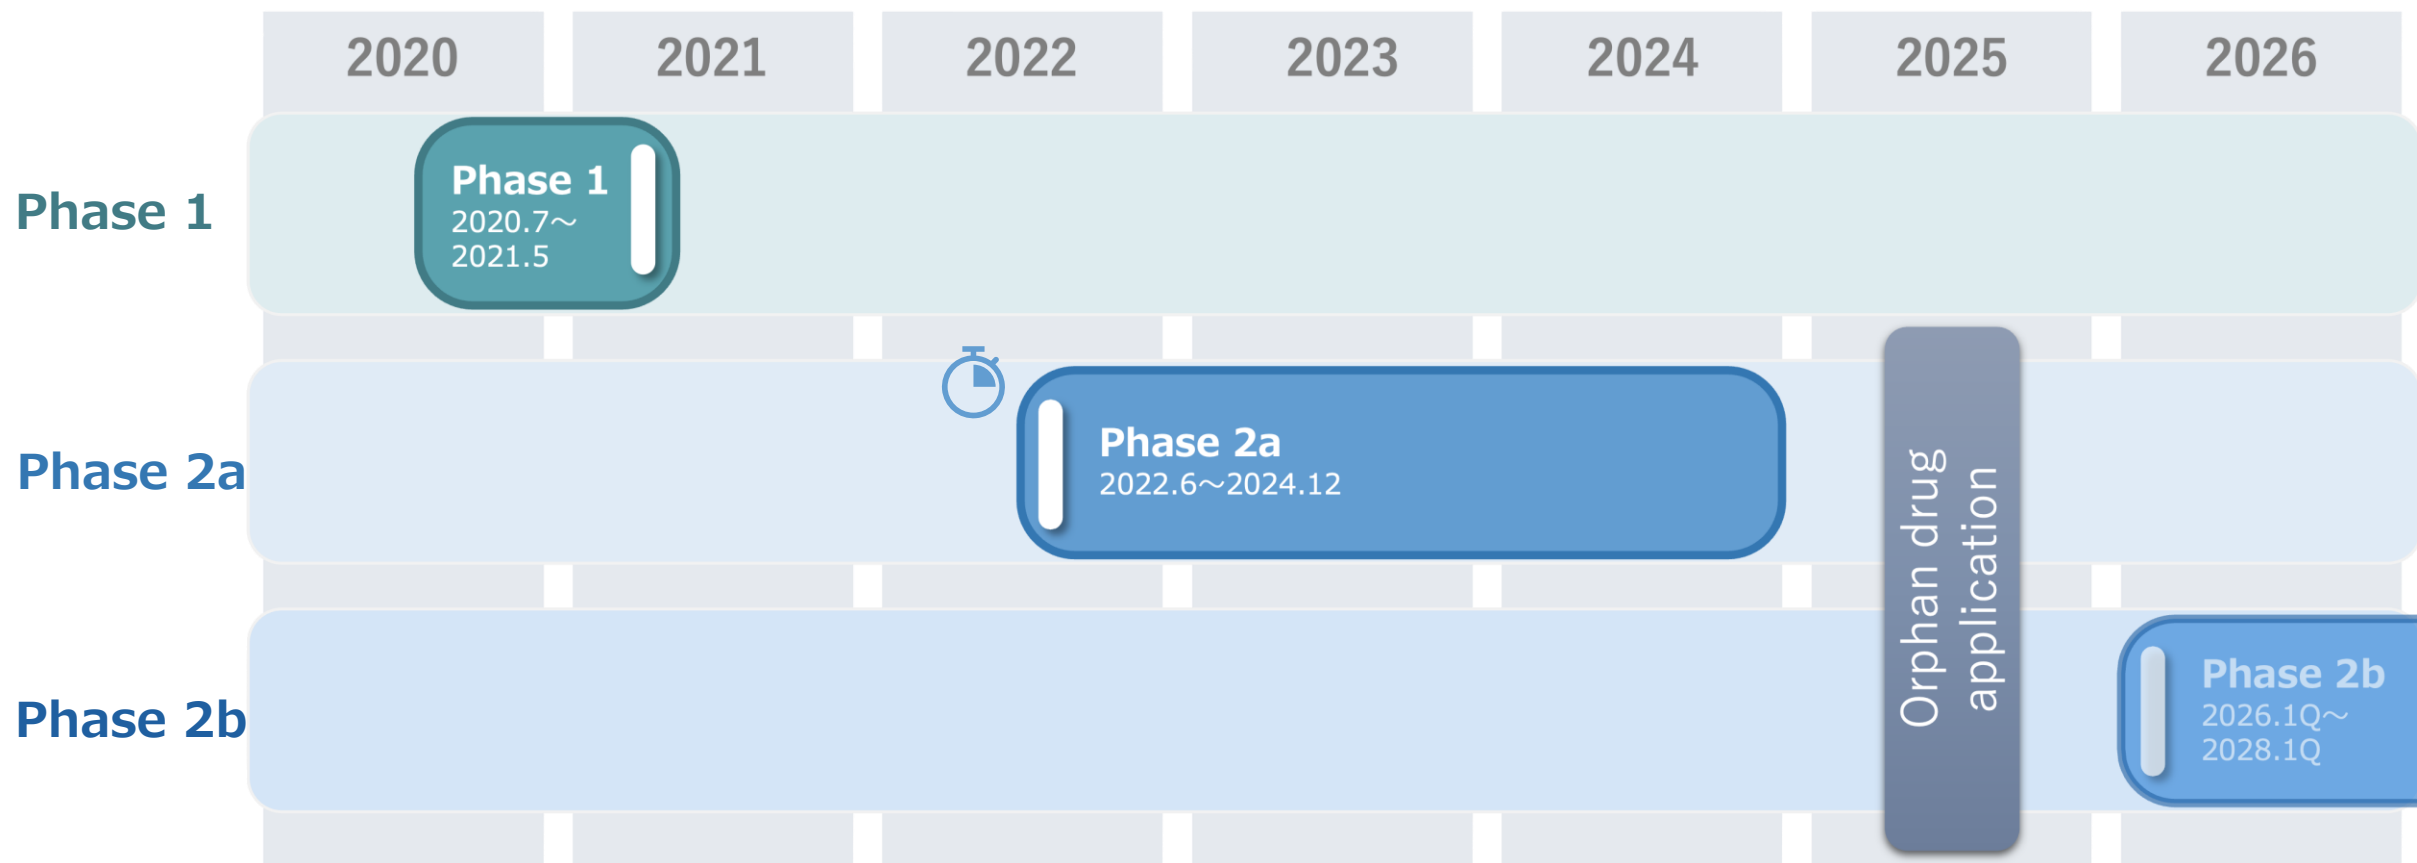 2020
2021
2022
2023
2024
2025
2026
Phase 1
Phase 1
2020.7～
2021.5
Phase 2a
Phase 2a
2022.6～2024.12
Orphan drug
application
Phase 2b
Phase 2b
2026.1Q～
2028.1Q